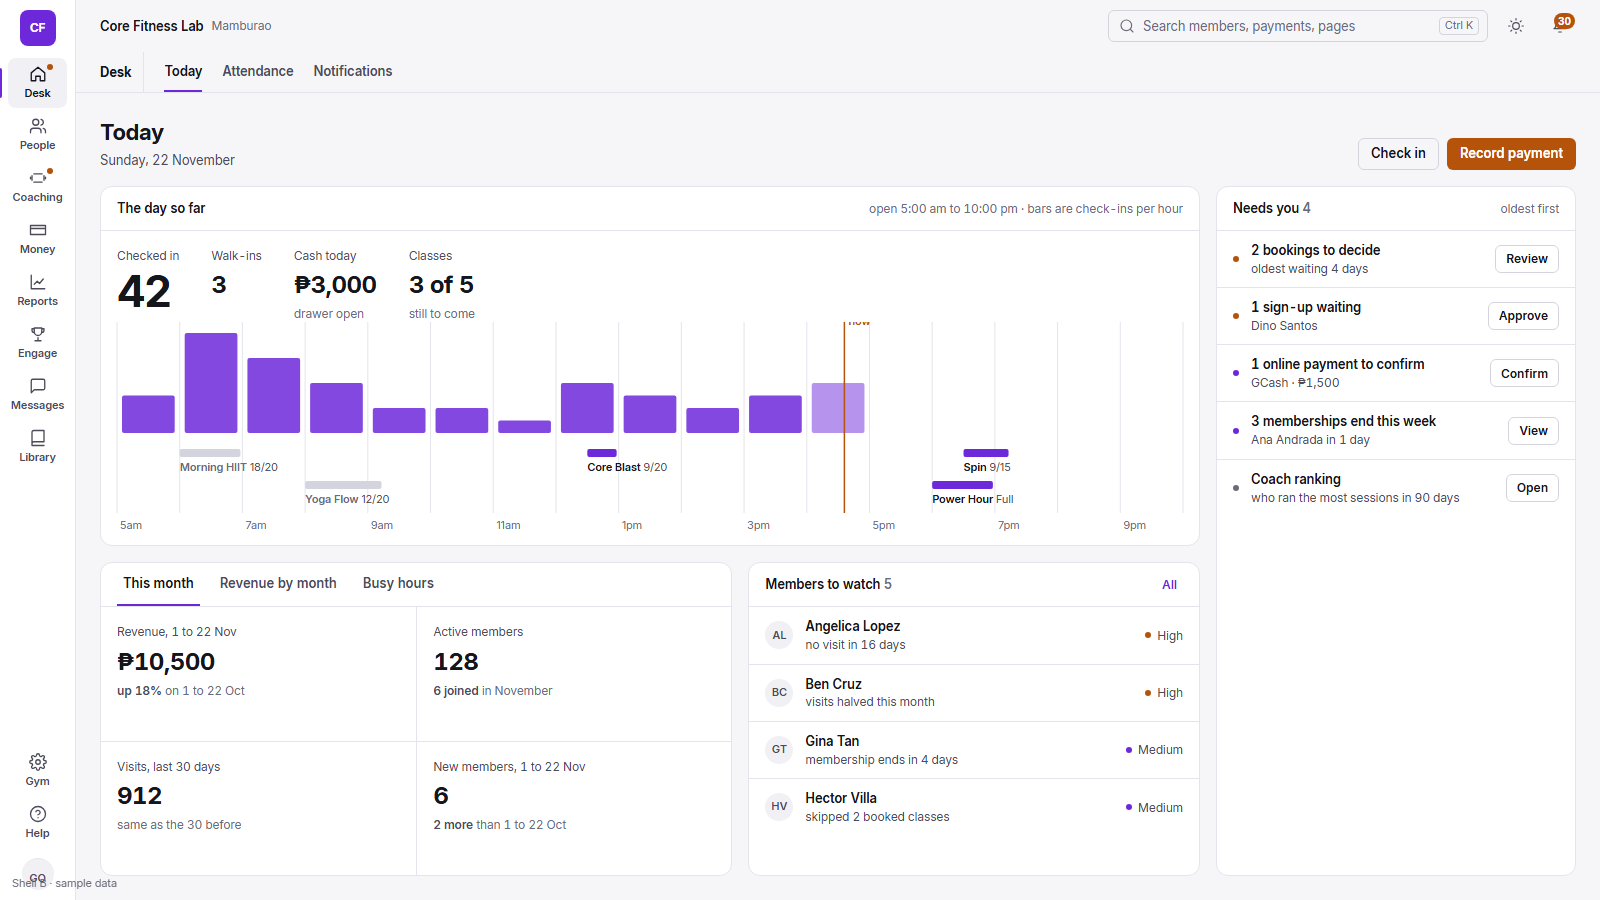 CF
Core Fitness Lab Mamburao
Search members, payments, pages Ctrl K
30
Desk
People
Coaching
Money
Reports
Engage
Messages
Library
Gym
Help
GO
Shell B · sample data
Desk Today Attendance Notifications
Today
Sunday, 22 November
Check in Record payment
The day so far
open 5:00 am to 10:00 pm · bars are check-ins per hour
Checked in Walk-ins Cash today Classes
42 3 ₱3,000 3 of 5
drawer open still to come
now
Morning HIIT 18/20 Core Blast 9/20 Spin 9/15
Yoga Flow 12/20 Power Hour Full
5am 7am 9am 11am 1pm 3pm 5pm 7pm 9pm
Needs you 4 oldest first
2 bookings to decide
oldest waiting 4 days
Review
1 sign-up waiting
Dino Santos
Approve
1 online payment to confirm
GCash · ₱1,500
Confirm
3 memberships end this week
Ana Andrada in 1 day
View
Coach ranking
who ran the most sessions in 90 days
Open
This month Revenue by month Busy hours
Revenue, 1 to 22 Nov
₱10,500
up 18% on 1 to 22 Oct
Active members
128
6 joined in November
Visits, last 30 days
912
same as the 30 before
New members, 1 to 22 Nov
6
2 more than 1 to 22 Oct
Members to watch 5 All
AL
Angelica Lopez
no visit in 16 days
High
BC
Ben Cruz
visits halved this month
High
GT
Gina Tan
membership ends in 4 days
Medium
HV
Hector Villa
skipped 2 booked classes
Medium